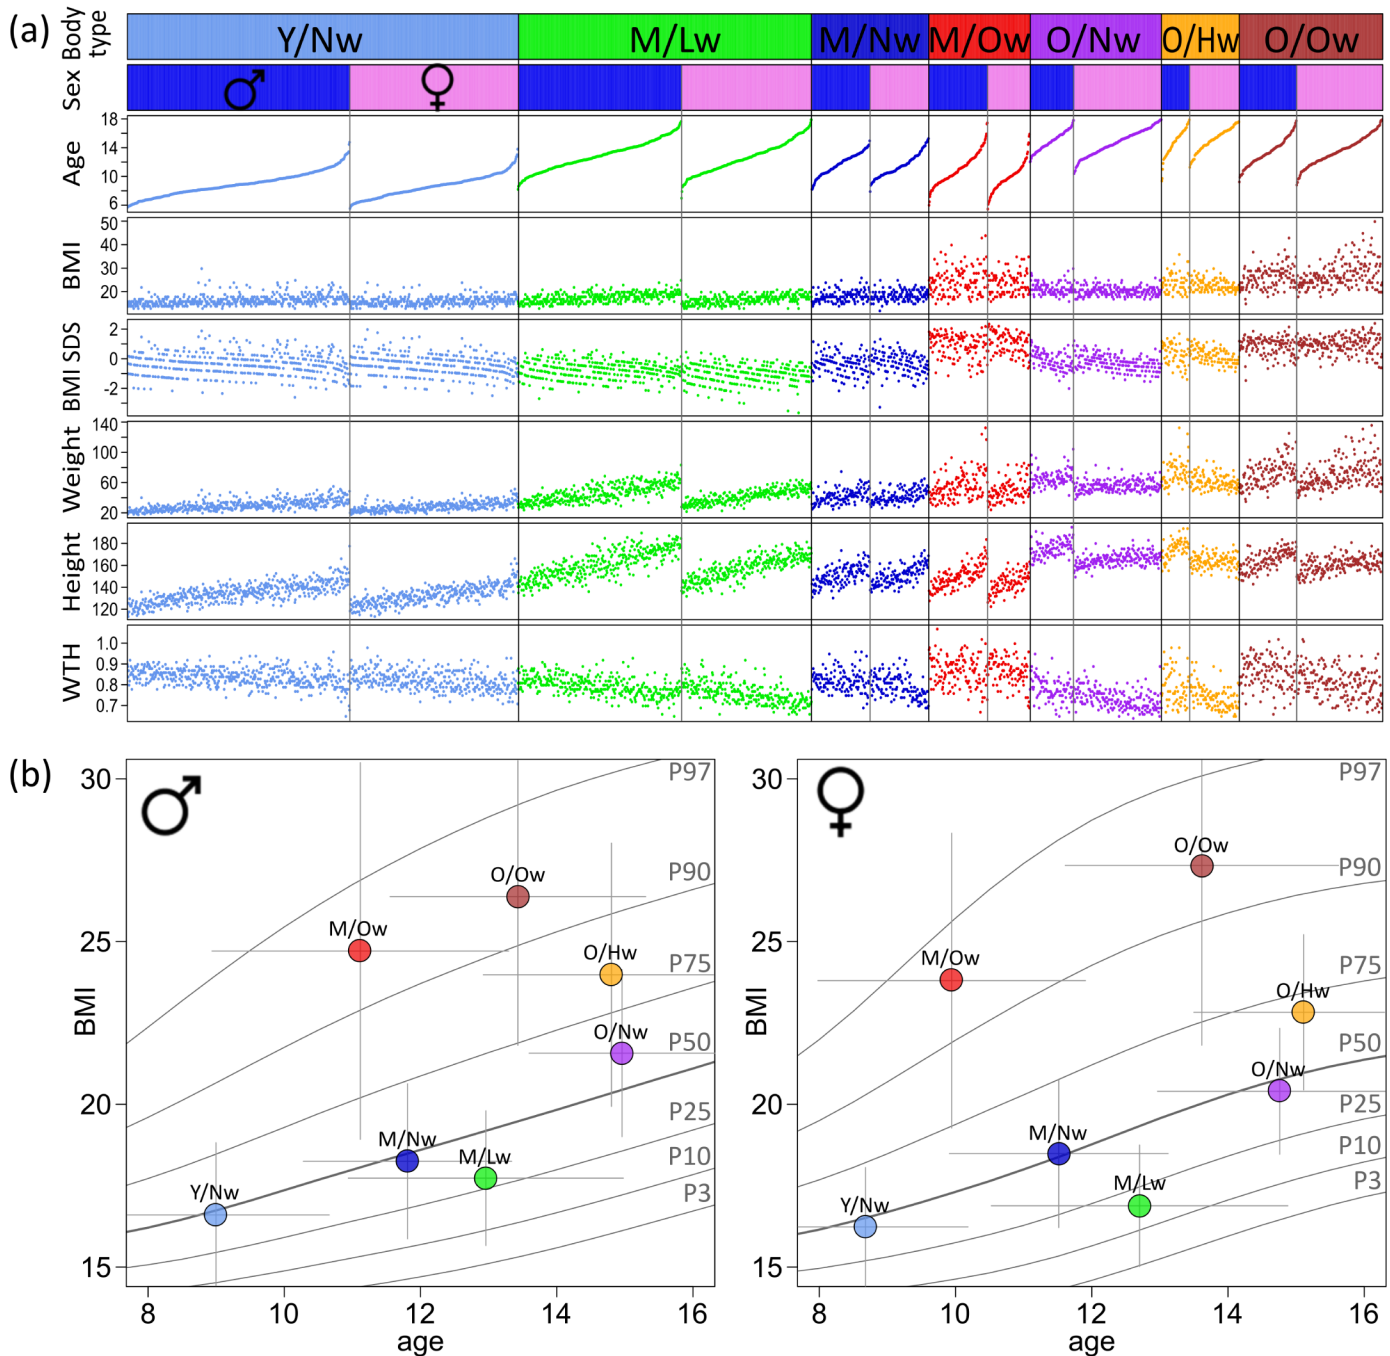 (a)
Body type
Y/Nw M/Lw M/Nw M/Ow O/Nw O/Hw O/Ow
Sex
♂ ♀
Age
18
14
10
6
BMI
50
40
30
20
BMI SDS
2
0
-2
Weight
140
100
60
20
Height
180
160
140
120
WTH
1.0
0.9
0.8
0.7
(b)
♂
30
25
20
15
BMI
P97
P90
P75
P50
P25
P10
P3
O/Ow
M/Ow
O/Hw
O/Nw
M/Nw
M/Lw
Y/Nw
8 10 12 14 16
age
♀
30
25
20
15
BMI
P97
P90
P75
P50
P25
P10
P3
O/Ow
M/Ow
O/Hw
O/Nw
M/Nw
M/Lw
Y/Nw
8 10 12 14 16
age